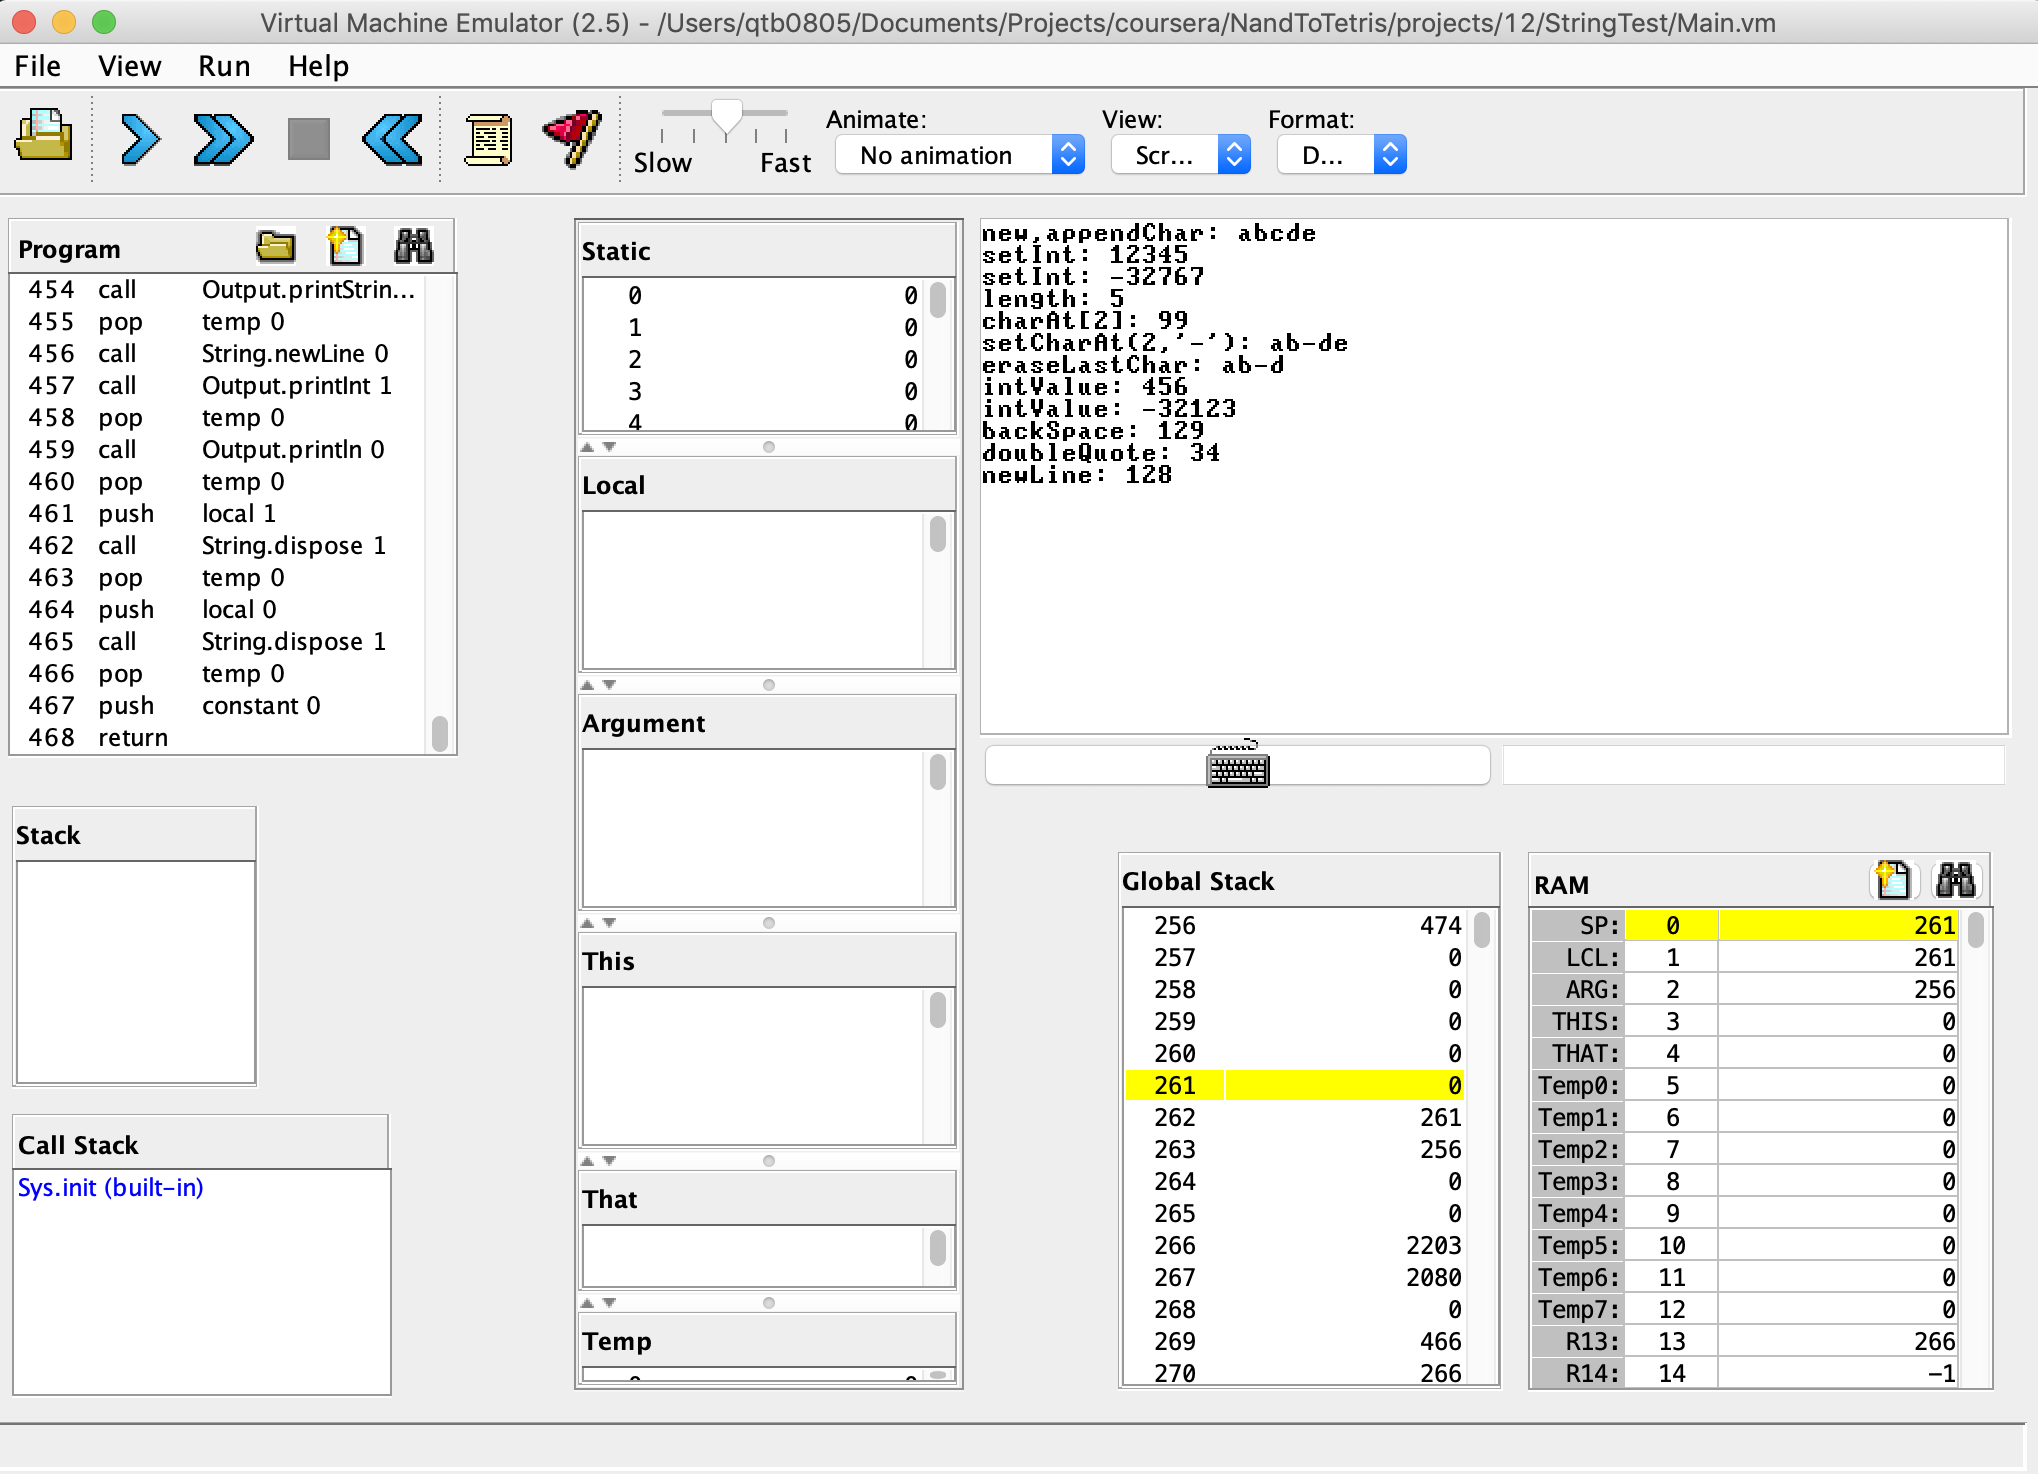 Virtual Machine Emulator (2.5) - /Users/qtb0805/Documents/Projects/coursera/NandToTetris/projects/12/StringTest/Main.vm
File View Run Help
Slow Fast
Animate:
No animation
View:
Scr...
Format:
D...
Program
454 call Output.printStrin...
455 pop temp 0
456 call String.newLine 0
457 call Output.printInt 1
458 pop temp 0
459 call Output.println 0
460 pop temp 0
461 push local 1
462 call String.dispose 1
463 pop temp 0
464 push local 0
465 call String.dispose 1
466 pop temp 0
467 push constant 0
468 return
Stack
Call Stack
Sys.init (built-in)
Static
0 0
1 0
2 0
3 0
4 0
Local
Argument
This
That
Temp
new,appendChar: abcde
setInt: 12345
setInt: -32767
length: 5
charAt[2]: 99
setCharAt(2,'-'): ab-de
eraseLastChar: ab-d
intValue: 456
intValue: -32123
backSpace: 129
doubleQuote: 34
newLine: 128
Global Stack
256 474
257 0
258 0
259 0
260 0
261 0
262 261
263 256
264 0
265 0
266 2203
267 2080
268 0
269 466
270 266
RAM
SP: 0 261
LCL: 1 261
ARG: 2 256
THIS: 3 0
THAT: 4 0
Temp0: 5 0
Temp1: 6 0
Temp2: 7 0
Temp3: 8 0
Temp4: 9 0
Temp5: 10 0
Temp6: 11 0
Temp7: 12 0
R13: 13 266
R14: 14 -1